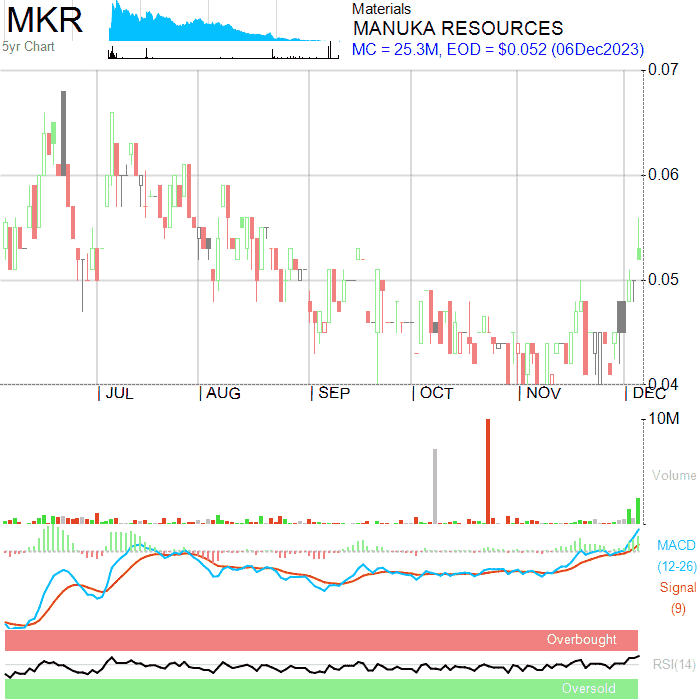 MKR
5yr Chart
Materials
MANUKA RESOURCES
MC = 25.3M, EOD = $0.052 (06Dec2023)
0.07
0.06
0.05
0.04
JUL AUG SEP OCT NOV DEC
10M
Volume
MACD
(12-26)
Signal
(9)
Overbought
RSI(14)
Oversold